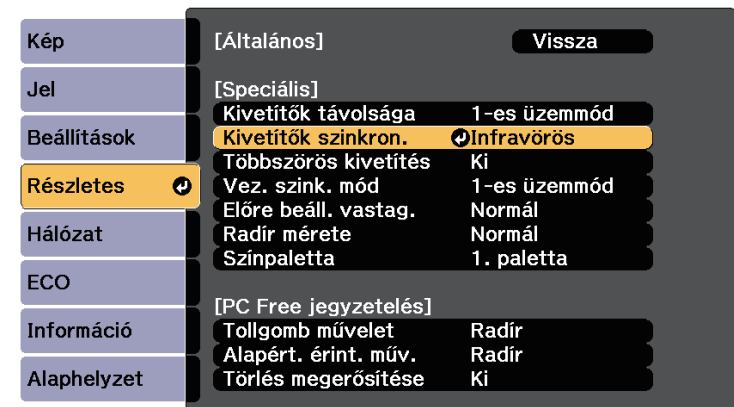 Kép
Jel
Beállítások
Részletes
Hálózat
ECO
Információ
Alaphelyzet
[Általános] Vissza
[Speciális]
Kivetítők távolsága 1-es üzemmód
Kivetítők szinkron. Infravörös
Többszörös kivetítés Ki
Vez. szink. mód 1-es üzemmód
Előre beáll. vastag. Normál
Radír mérete Normál
Színpaletta 1. paletta
[PC Free jegyzetelés]
Tollgomb művelet Radír
Alapért. érint. műv. Radír
Törlés megerősítése Ki